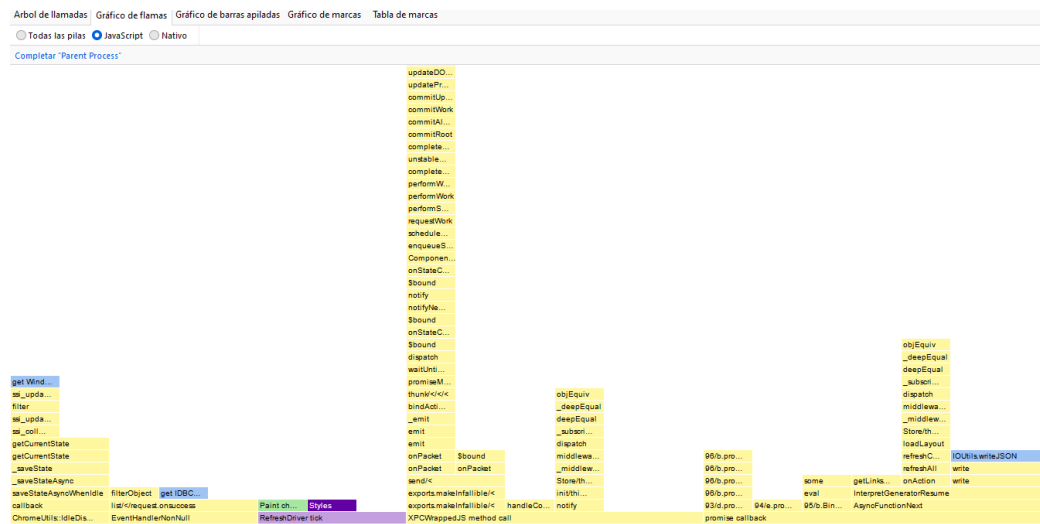 Arbol de llamadas Gráfico de flamas Gráfico de barras apiladas Gráfico de marcas Tabla de marcas
Todas las pilas JavaScript Nativo
Completar "Parent Process"
updateDO...
updatePr...
commitUp...
commitWork
commitAl...
commitRoot
complete...
unstable...
complete...
performW...
performWork
performS...
requestWork
schedule...
enqueueS...
Componen...
onStateC...
$bound
notify
notifyNe...
$bound
onStateC...
$bound objEquiv
dispatch _deepEqual
waitUnti... deepEqual
get Wind... promiseM... _subscri...
ssi_upda... thunk/</</< objEquiv dispatch
filter bindActi... _deepEqual middlewa...
ssi_upda... _emit deepEqual _middlew...
ssi_coll... emit _subscri... Store/th...
getCurrentState emit dispatch loadLayout
getCurrentState onPacket $bound middlewa... 96/b.pro... refreshC... IOUtils.writeJSON
_saveState onPacket onPacket _middlew... 96/b.pro... refreshAll write
_saveStateAsync send/< Store/th... 96/b.pro... some getLinks... onAction write
saveStateAsyncWhenIdle filterObject get IDBC... exports.makeInfallible/< init/thi... 96/b.pro... eval InterpretGeneratorResume
callback list/</request.onsuccess Paint ch... Styles exports.makeInfallible/< handleCo... notify 93/d.pro... 94/e.pro... 95/b.Bin... AsyncFunctionNext
ChromeUtils::IdleDis... EventHandlerNonNull RefreshDriver tick XPCWrappedJS method call promise callback